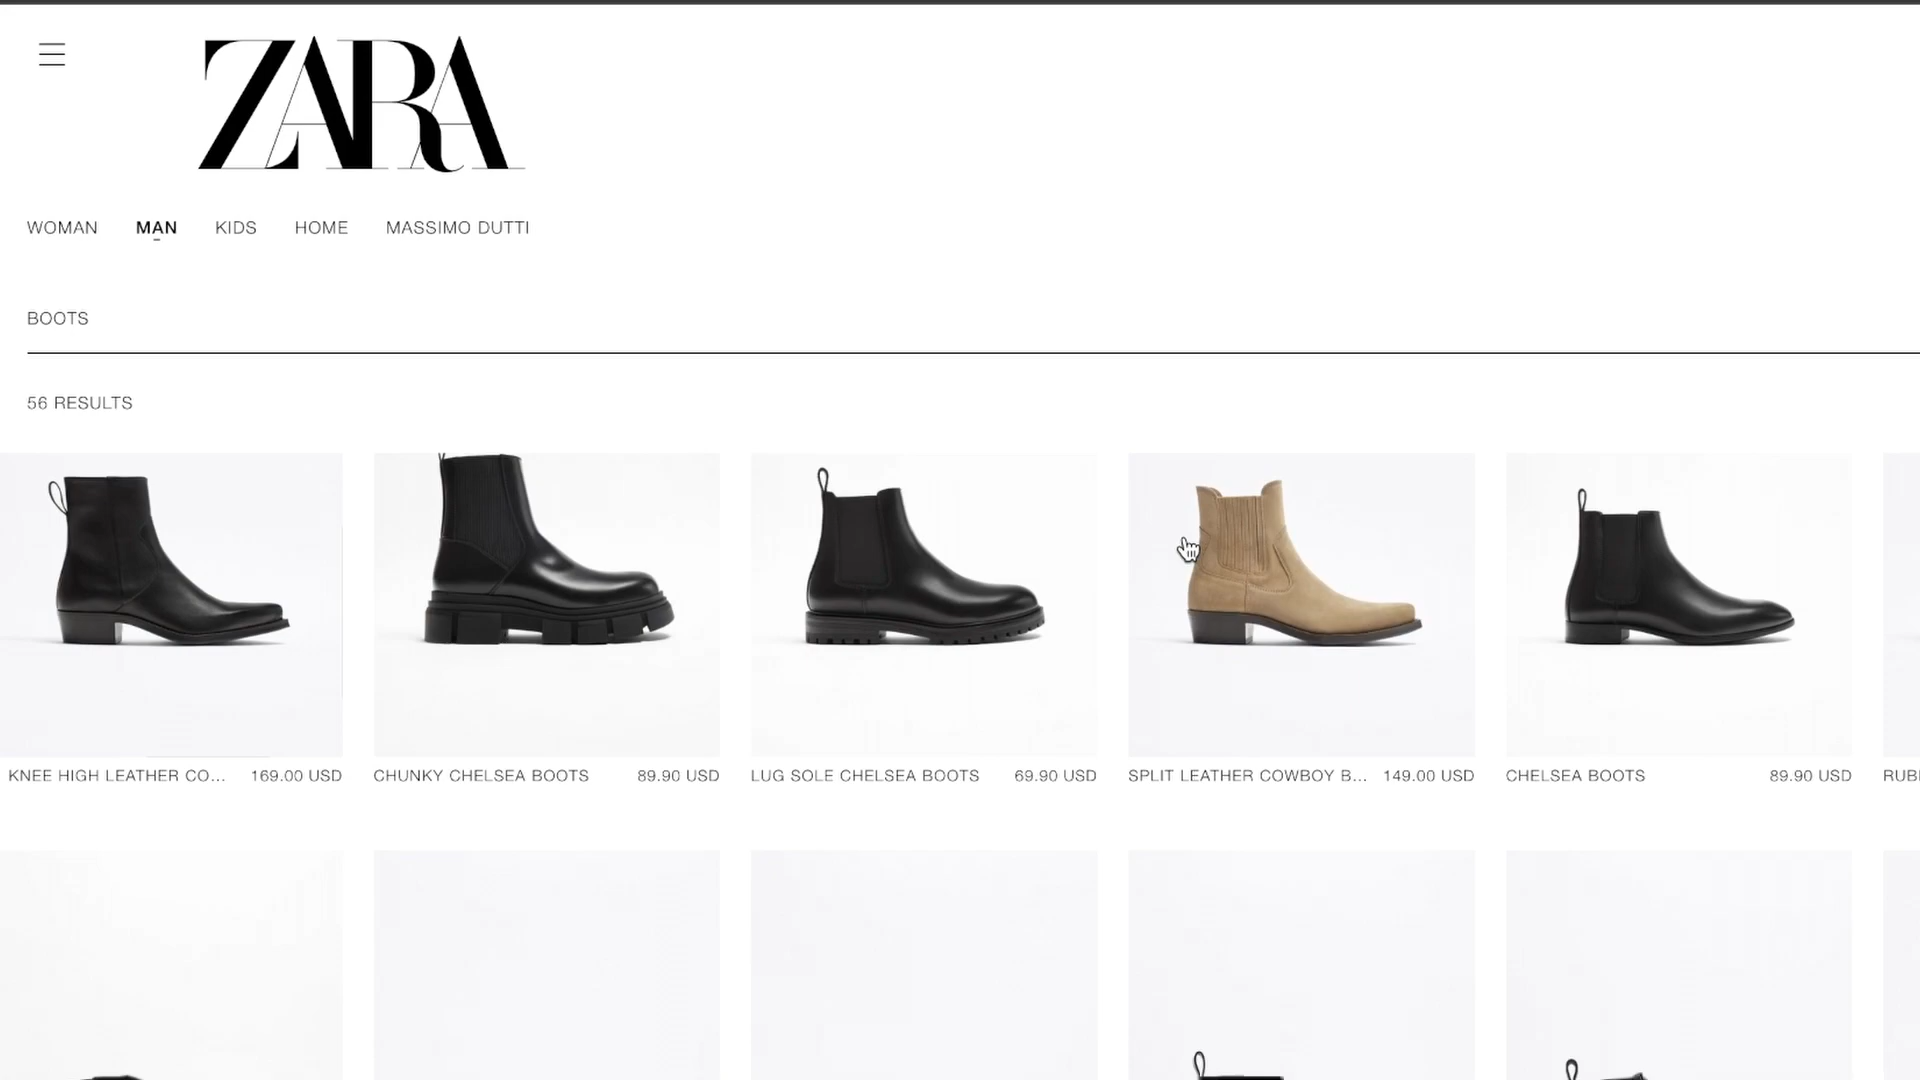 ZARA
WOMAN MAN KIDS HOME MASSIMO DUTTI
BOOTS
56 RESULTS
KNEE HIGH LEATHER CO... 169.00 USD
CHUNKY CHELSEA BOOTS 89.90 USD
LUG SOLE CHELSEA BOOTS 69.90 USD
SPLIT LEATHER COWBOY B... 149.00 USD
CHELSEA BOOTS 89.90 USD
RUB